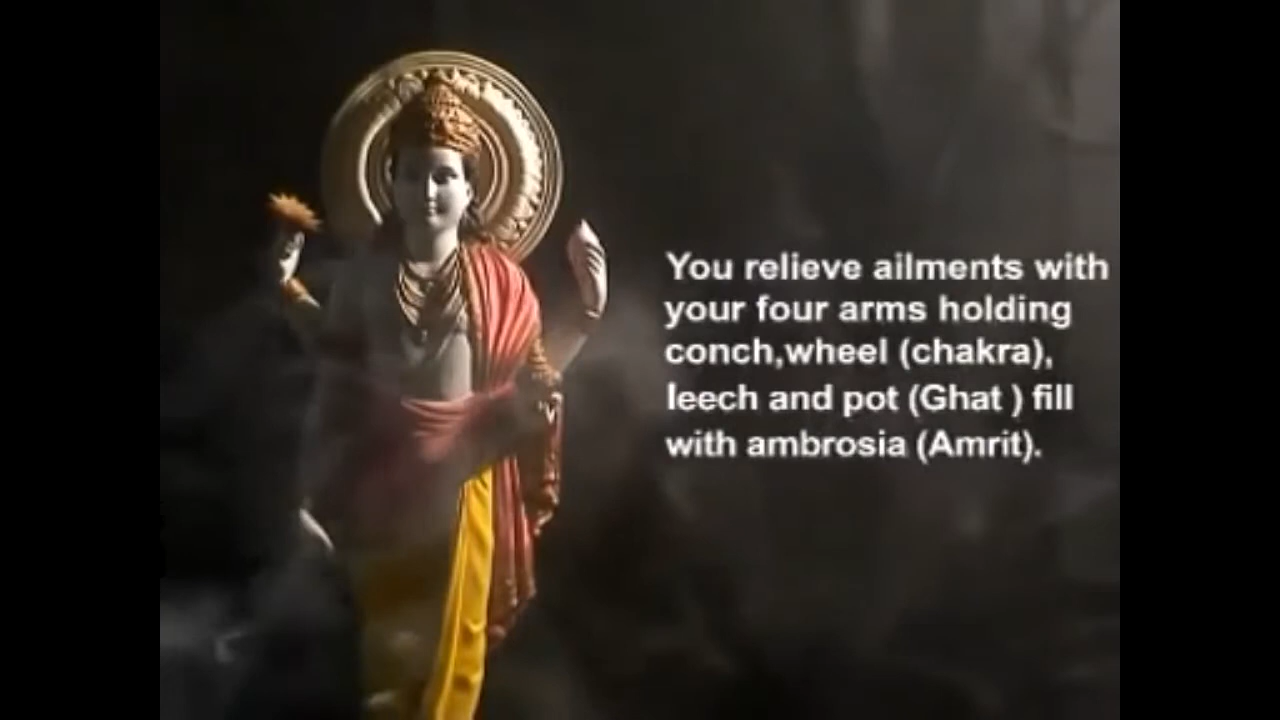 You relieve ailments with
your four arms holding
conch,wheel (chakra),
leech and pot (Ghat ) fill
with ambrosia (Amrit).